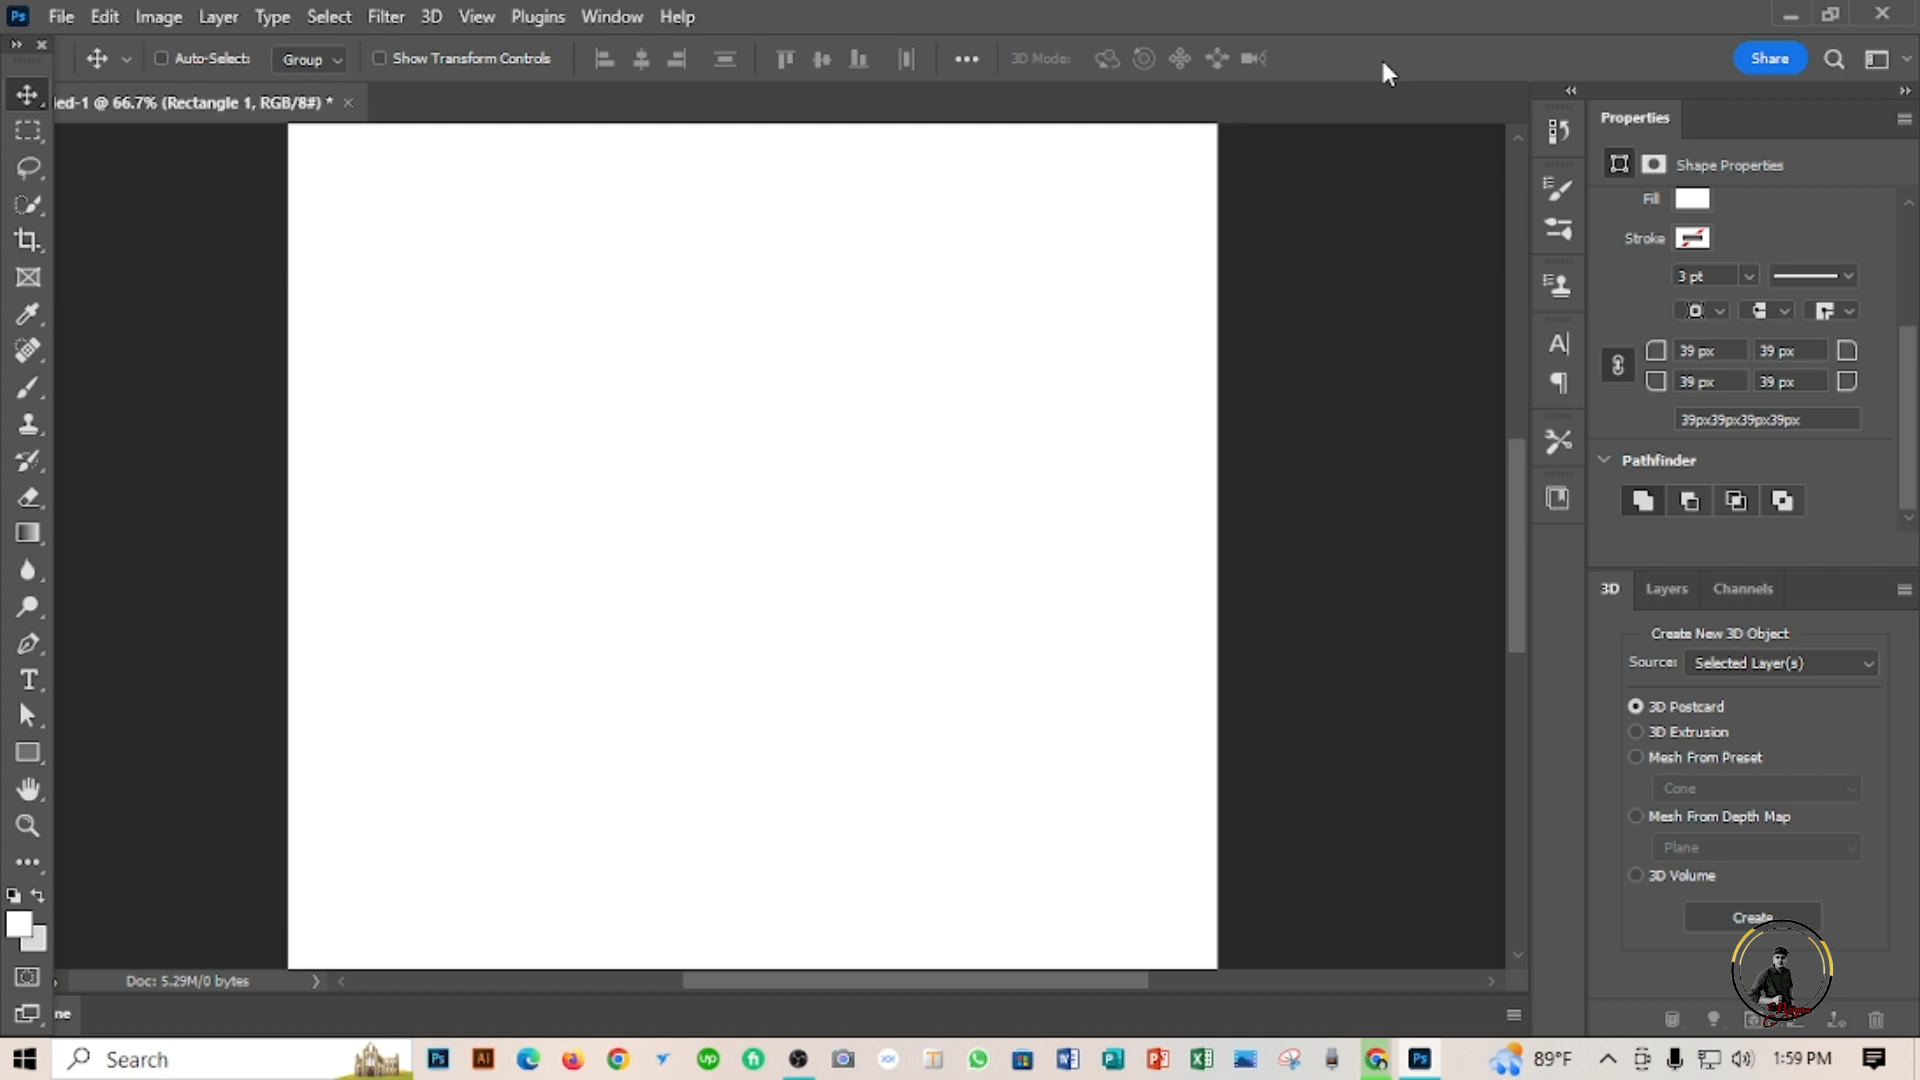 Ps File Edit Image Layer Type Select Filter 3D View Plugins Window Help
Auto-Select: Group Show Transform Controls 3D Mode: Share
led-1 @ 66.7% (Rectangle 1, RGB/8#) *
Properties
Shape Properties
Fill
Stroke
3 pt
39 px 39 px
39 px 39 px
39px39px39px39px
Pathfinder
3D Layers Channels
Create New 3D Object
Source: Selected Layer(s)
3D Postcard
3D Extrusion
Mesh From Preset
Cone
Mesh From Depth Map
Plane
3D Volume
Create
Doc: 5.29M/0 bytes
ne
Search
89°F
1:59 PM